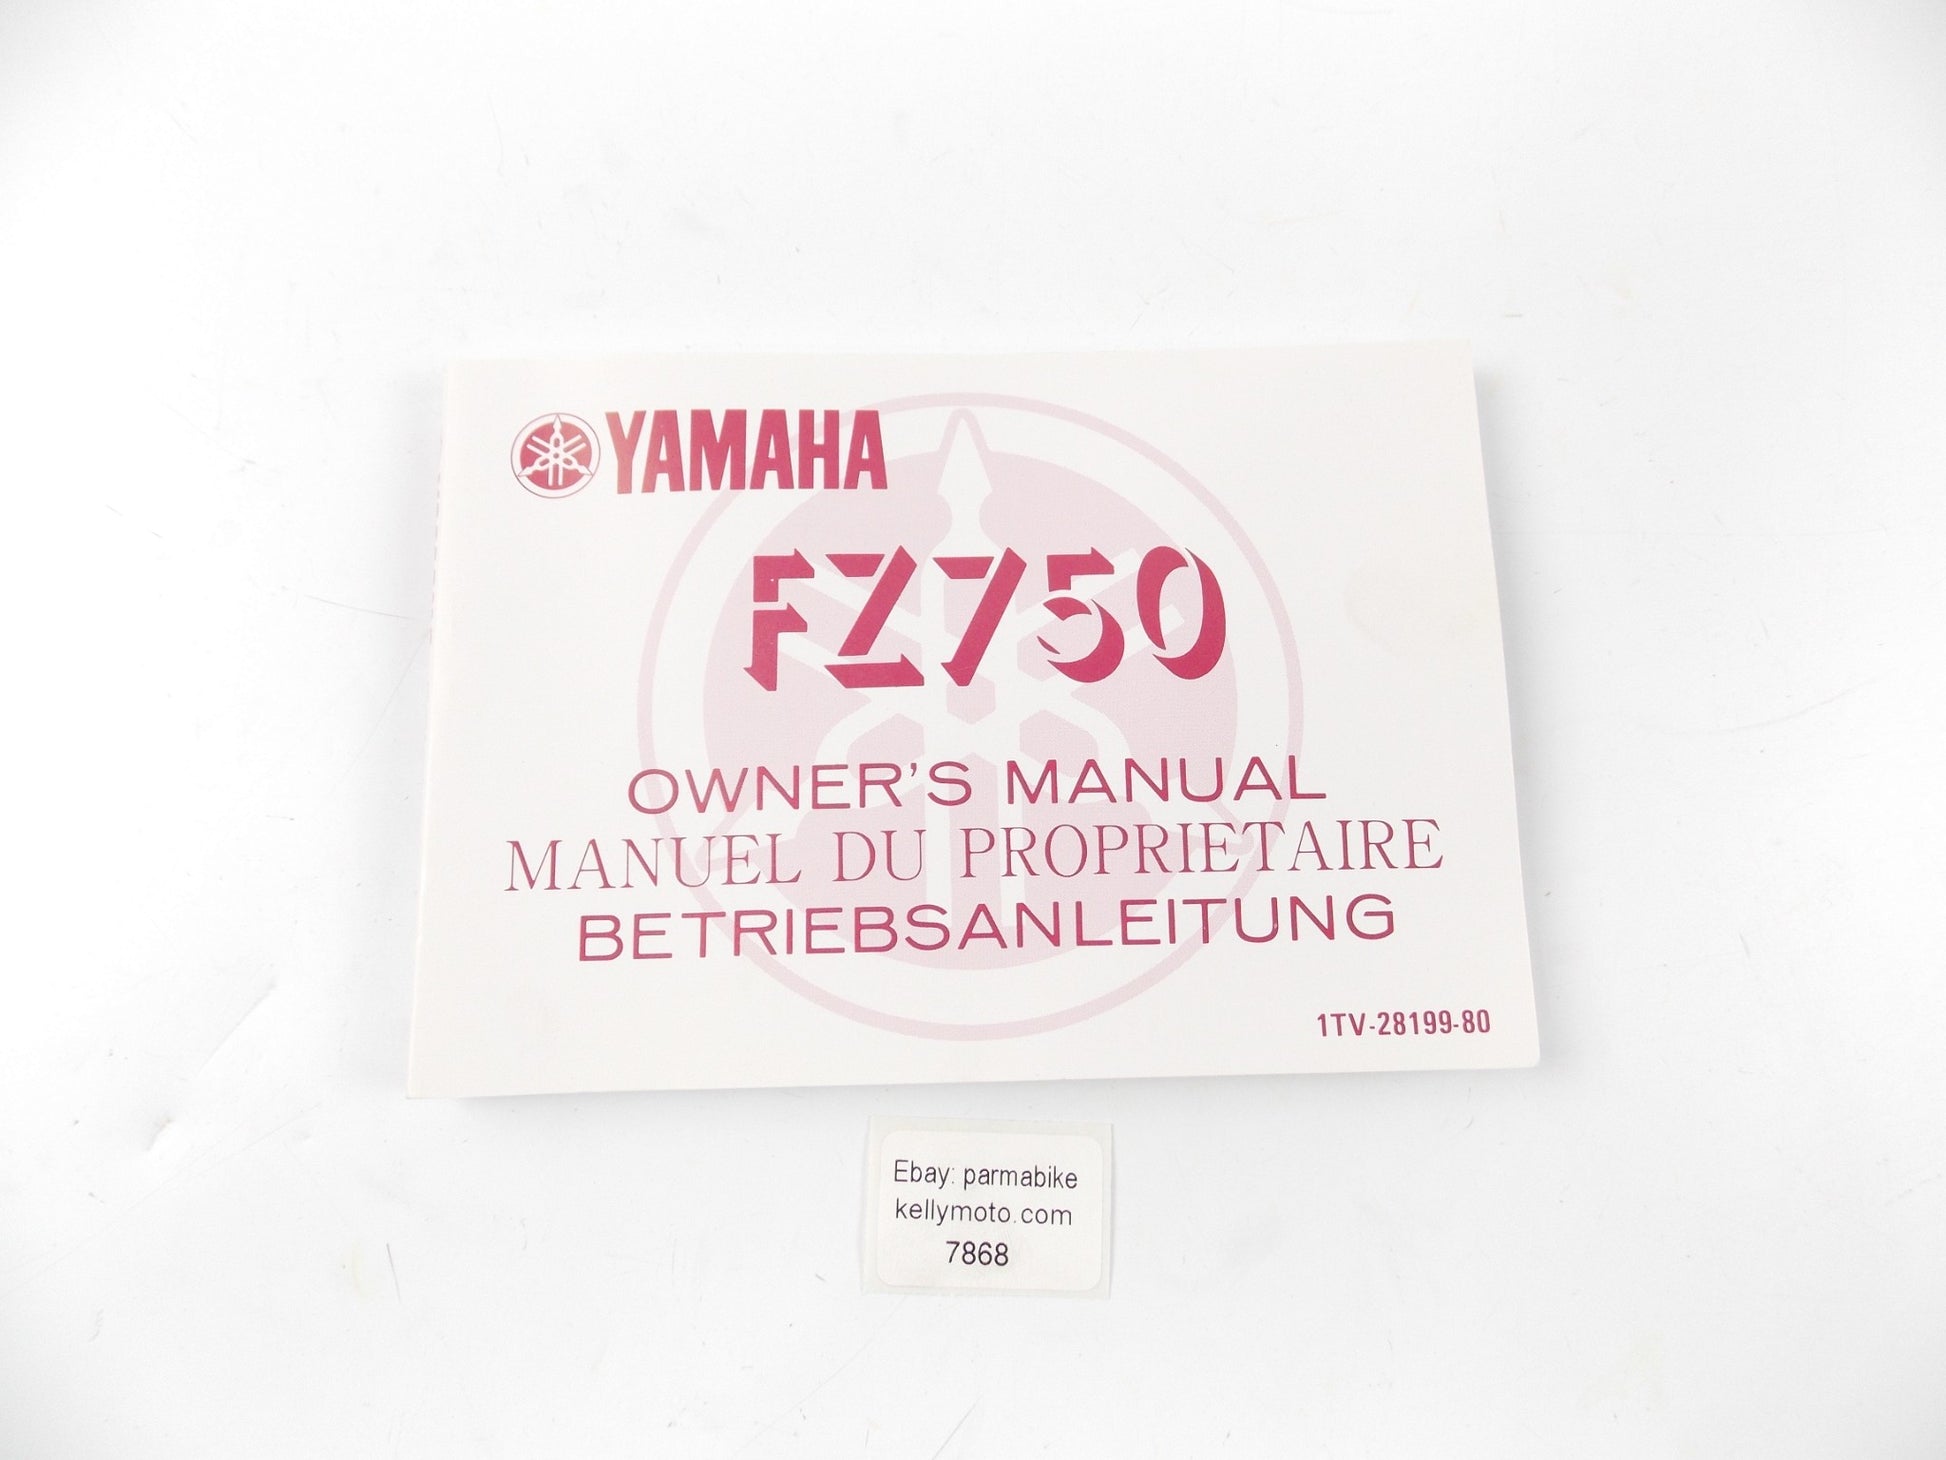 YAMAHA
FZ750
OWNER'S MANUAL
MANUEL DU PROPRIETAIRE
BETRIEBSANLEITUNG
1TV-28199-80
Ebay: parmabike
kellymoto.com
7868